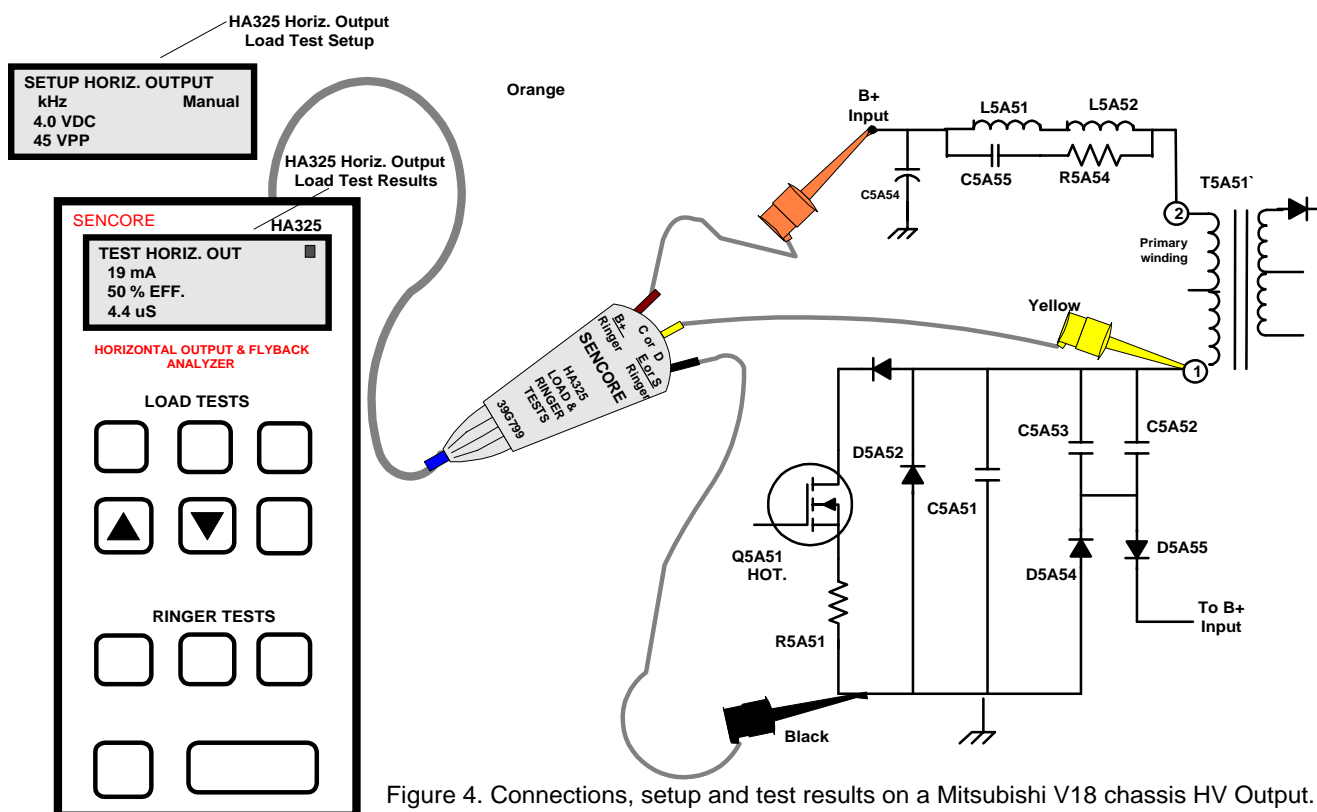 HA325 Horiz. Output
Load Test Setup
SETUP HORIZ. OUTPUT
kHz Manual
4.0 VDC
45 VPP
Orange
HA325 Horiz. Output
Load Test Results
SENCORE
HA325
TEST HORIZ. OUT
19 mA
50 % EFF.
4.4 uS
HORIZONTAL OUTPUT & FLYBACK
ANALYZER
LOAD TESTS
RINGER TESTS
B+
Ringer
C or D
E or S
Ringer
SENCORE
HA325
LOAD &
RINGER
TESTS
39G799
B+
Input
L5A51
L5A52
C5A55
R5A54
C5A54
T5A51`
2
Primary
winding
Yellow
1
C5A53
C5A52
D5A52
C5A51
Q5A51
HOT.
D5A54
D5A55
R5A51
To B+
Input
Black
Figure 4. Connections, setup and test results on a Mitsubishi V18 chassis HV Output.